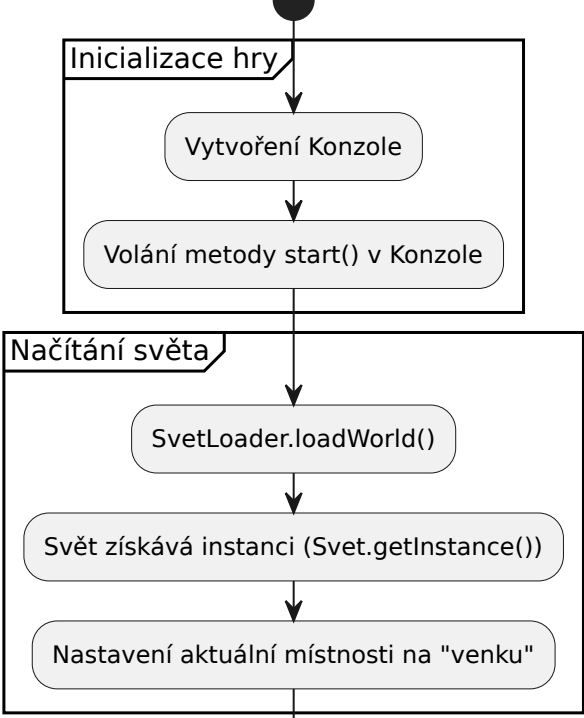 Inicializace hry
Vytvoření Konzole
Volání metody start() v Konzole
Načítání světa
SvetLoader.loadWorld()
Svět získává instanci (Svet.getInstance())
Nastavení aktuální místnosti na "venku"